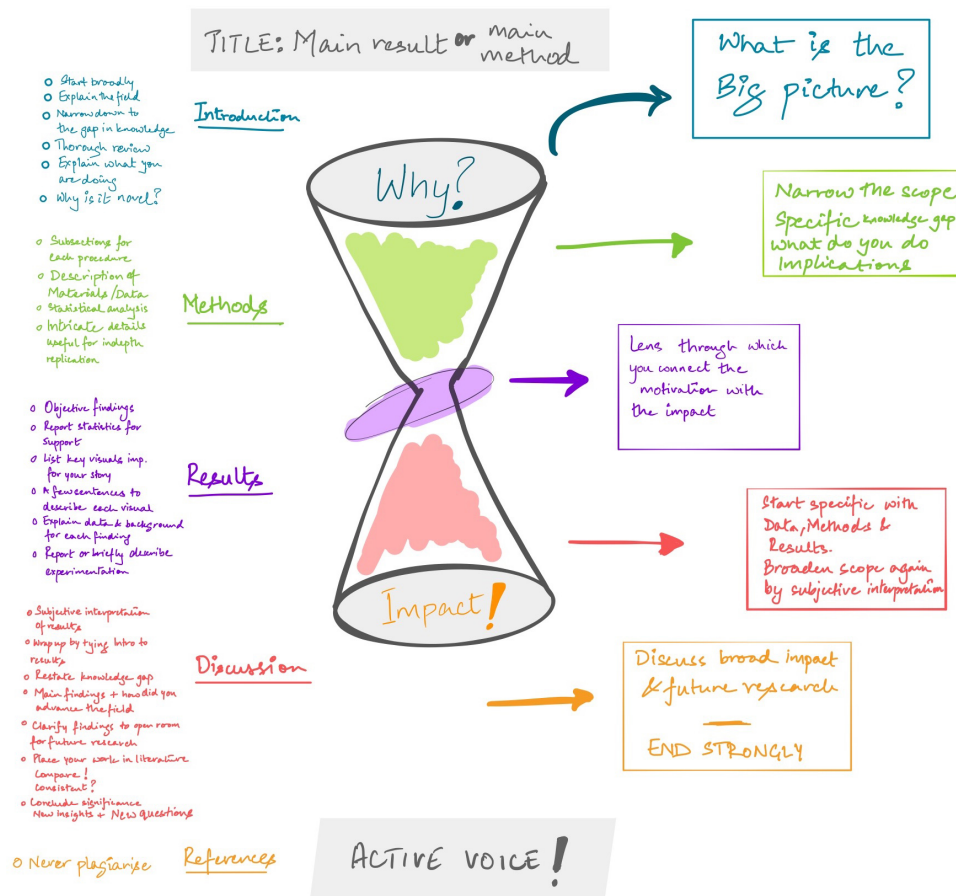 TITLE: Main result or main method
What is the
Big picture?
Introduction
o Start broadly
o Explain the field
o Narrow down to
the gap in knowledge
o Thorough review
o Explain what you
are doing
o Why is it novel?
Why?
Narrow the scope
Specific knowledge gap
What do you do
Implications
Methods
o Subsections for
each procedure
o Description of
Materials/Data
o Statistical analysis
o Intricate details
useful for indepth
replication
Lens through which
you connect the
motivation with
the impact
Results
o Objective findings
o Report statistics for
support
o List key visuals imp.
for your story
o A few sentences to
describe each visual
o Explain data & background
for each finding
o Report or briefly describe
experimentation
Start specific with
Data, Methods &
Results.
Broaden scope again
by subjective interpretation
Impact!
Discussion
o Subjective interpretation
of results
o Wrap up by tying Intro to
results
o Restate knowledge gap
o Main findings + how did you
advance the field
o Clarify findings to open room
for future research
o Place your work in literature
Compare!
Consistent?
o Conclude significance
New Insights + New Questions
Discuss broad impact
& future research
END STRONGLY
References
o Never plagiarise
ACTIVE VOICE!